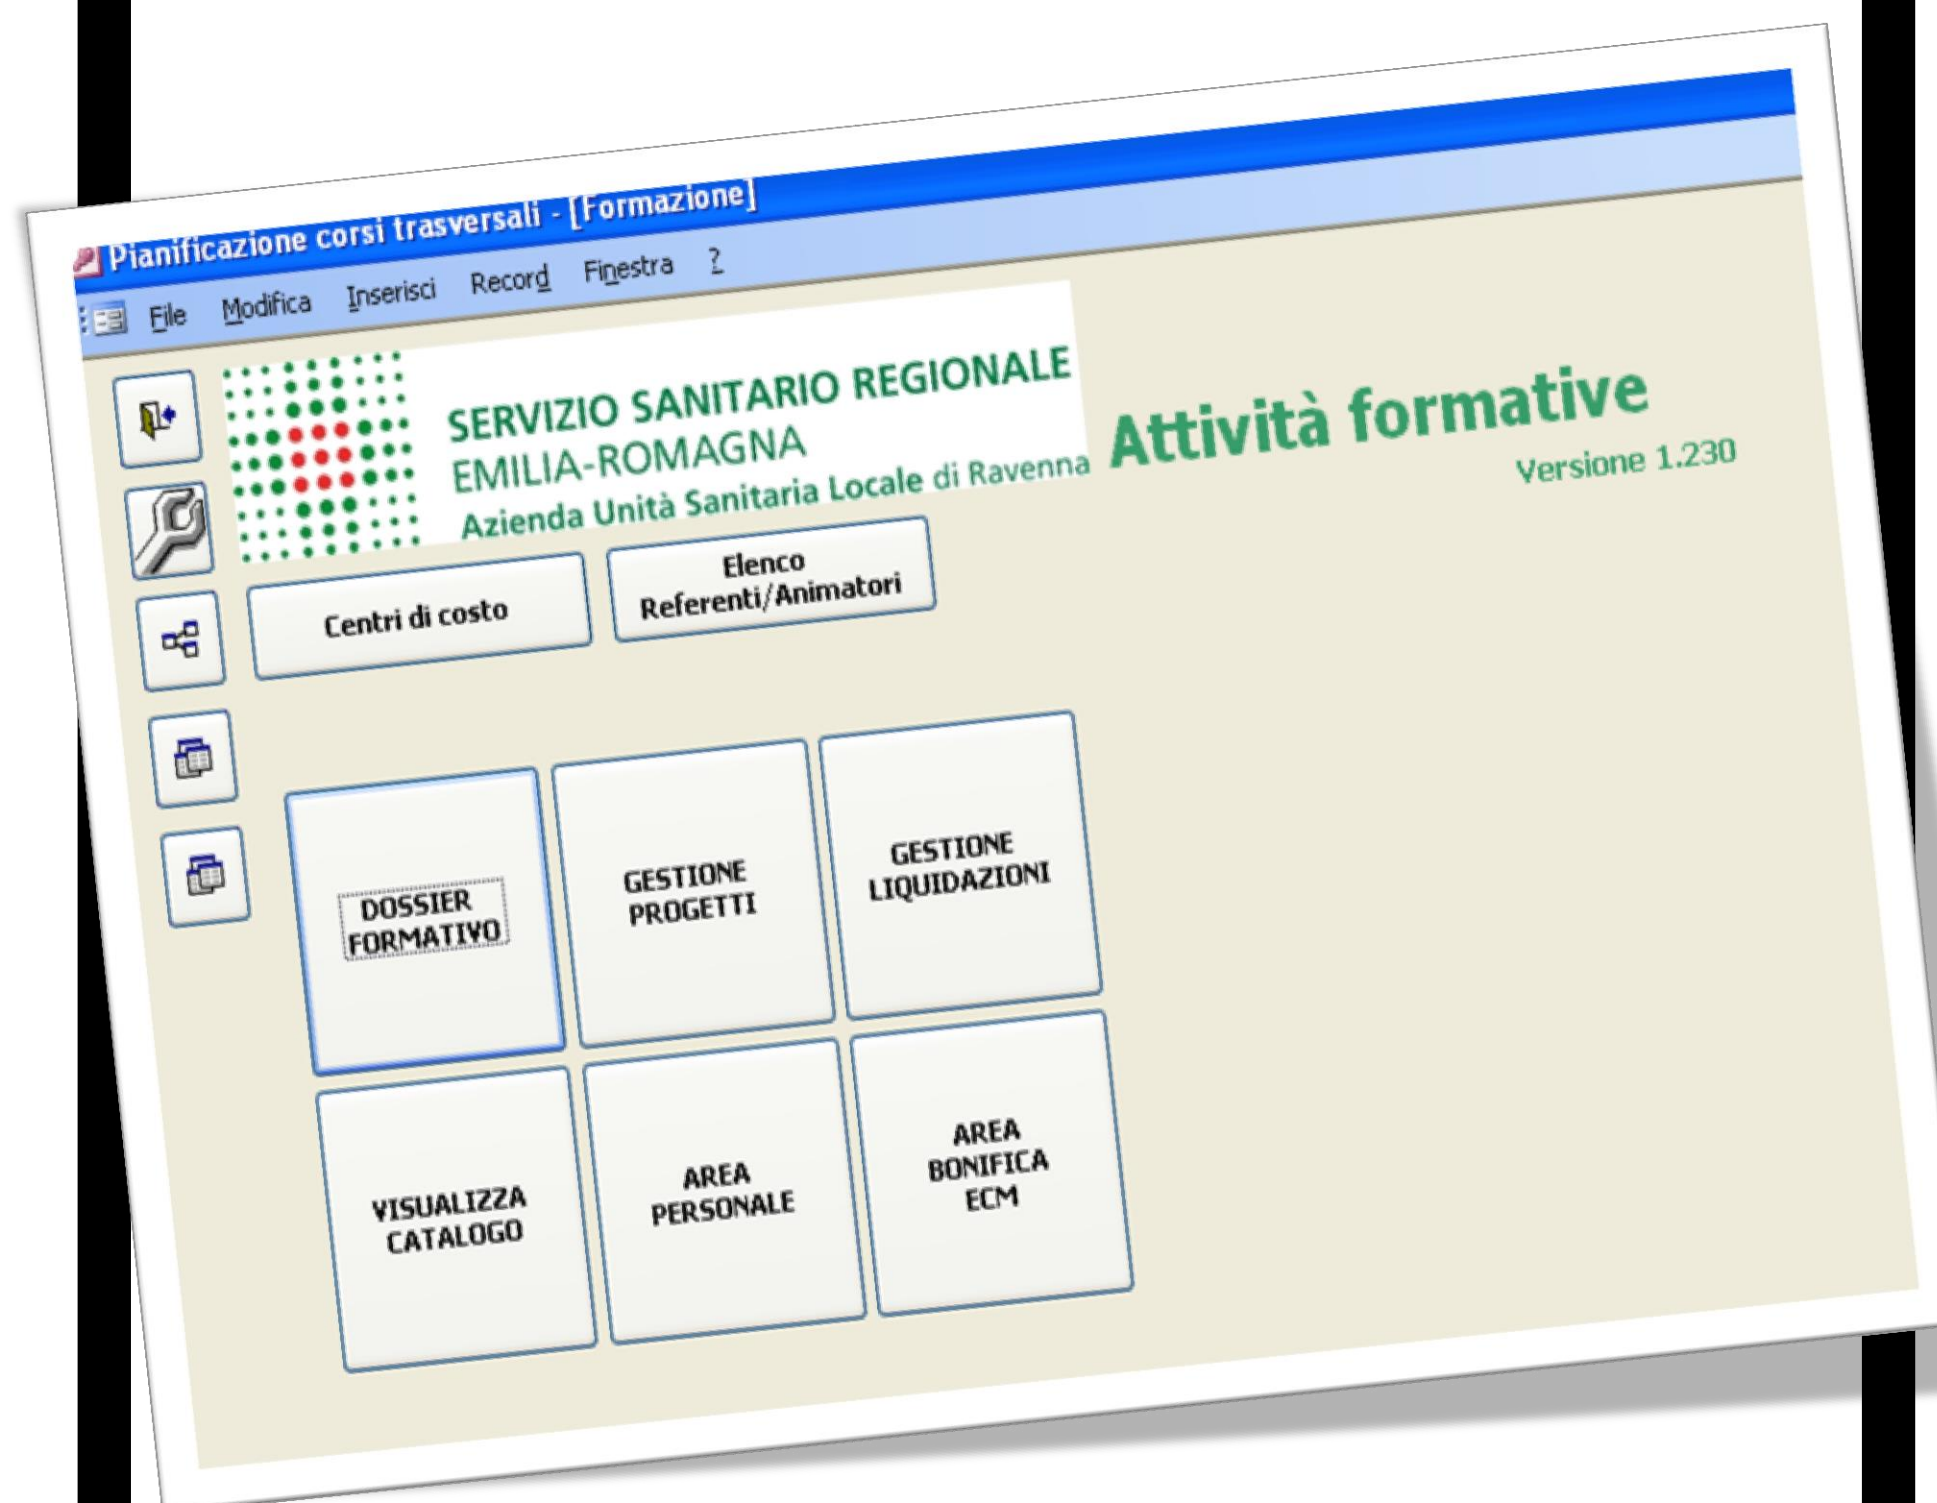 Pianificazione corsi trasversali - [Formazione]
File Modifica Inserisci Record Finestra ?
SERVIZIO SANITARIO REGIONALE
EMILIA-ROMAGNA
Azienda Unità Sanitaria Locale di Ravenna
Attività formative
Versione 1.230
Centri di costo
Elenco
Referenti/Animatori
DOSSIER
FORMATIVO
GESTIONE
PROGETTI
GESTIONE
LIQUIDAZIONI
VISUALIZZA
CATALOGO
AREA
PERSONALE
AREA
BONIFICA
ECM